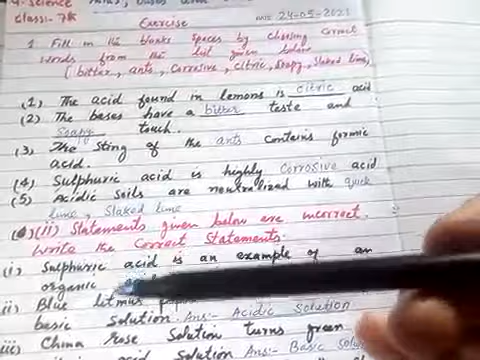 Science
class:- 7th
Date 24-05-2021
Exercise
1 Fill in the blanks spaces by choosing correct
words from the list given below
(bitter, ants, corrosive, citric, soapy, slaked lime)
(1) The acid found in lemons is citric acid
(2) The bases have a bitter teste and
soapy touch.
(3) The sting of the ants contains formic
acid.
(4) Sulphuric acid is highly Corrosive acid
(5) Acidic Soils are neutralized with quick
lime, Slaked lime
(ii) Statements given below are incorrect.
Write the Correct Statements.
(i) Sulphuric acid is an example of an
organic
ii) Blue litmus
basic Solution. Ans- Acidic Solution
iii) China rose Solution turns green
acid Solution Ans:- Basic